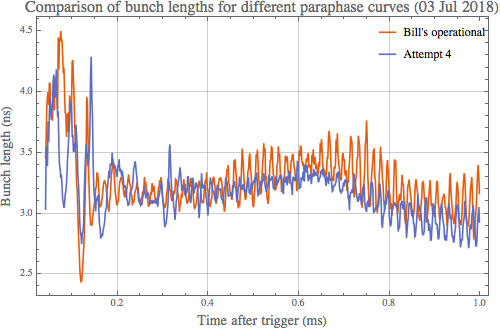 Comparison of bunch lengths for different paraphase curves (03 Jul 2018)
Bill's operational
Attempt 4
Bunch length (ns)
4.5
4.0
3.5
3.0
2.5
0.2
0.4
0.6
0.8
1.0
Time after trigger (ms)